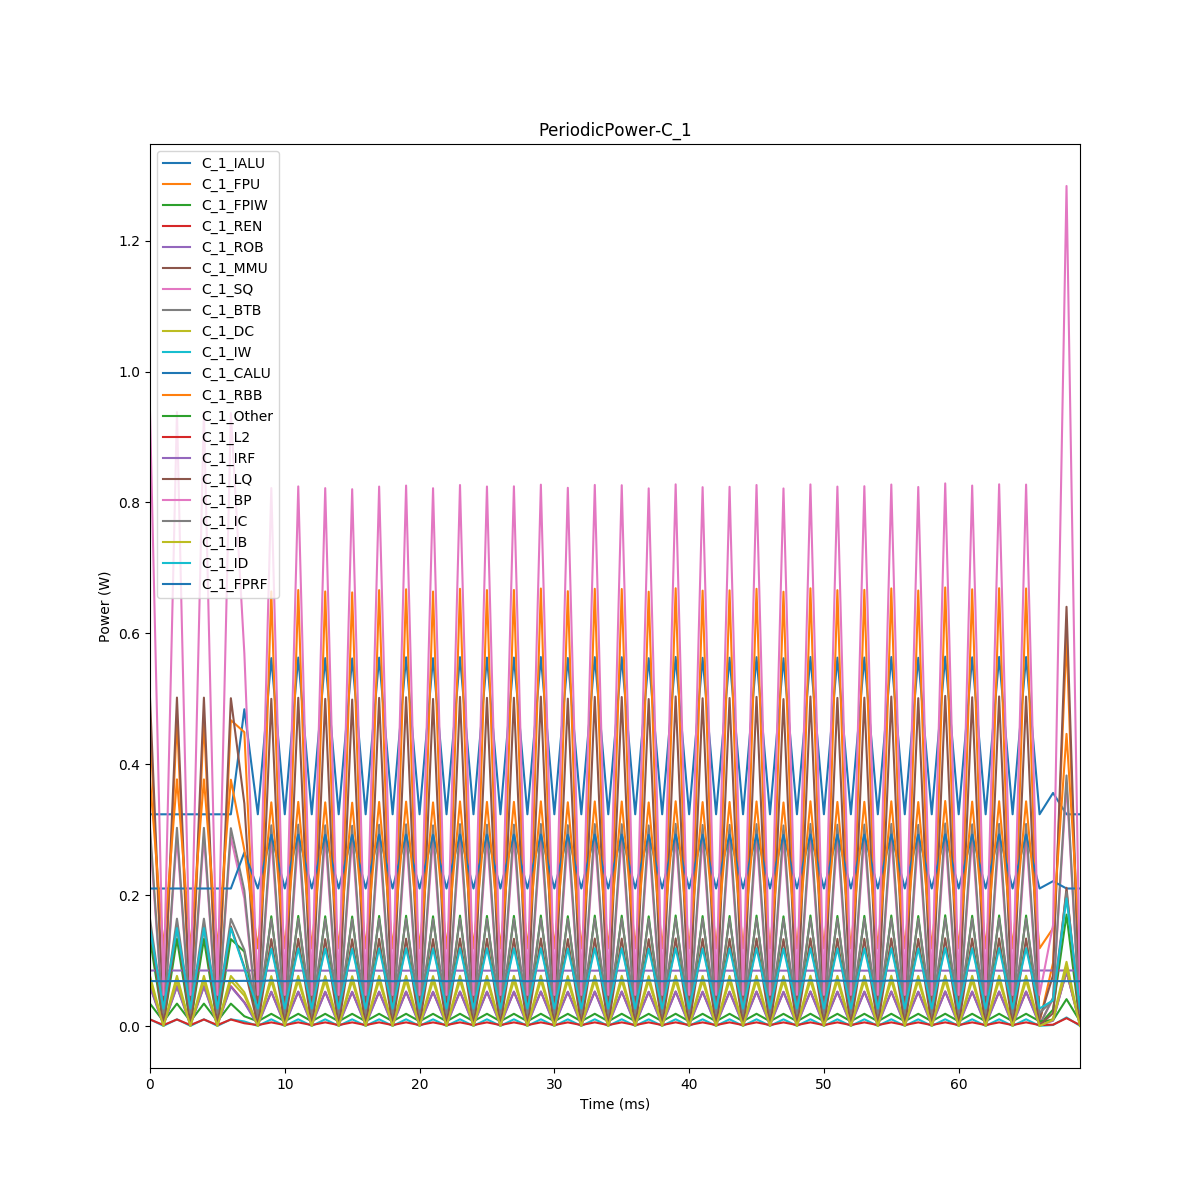 PeriodicPower-C_1
C_1_IALU
C_1_FPU
C_1_FPIW
C_1_REN
C_1_ROB
C_1_MMU
C_1_SQ
C_1_BTB
C_1_DC
C_1_IW
C_1_CALU
C_1_RBB
C_1_Other
C_1_L2
C_1_IRF
C_1_LQ
C_1_BP
C_1_IC
C_1_IB
C_1_ID
C_1_FPRF
1.2
1.0
0.8
0.6
0.4
0.2
0.0
Power (W)
0 10 20 30 40 50 60
Time (ms)